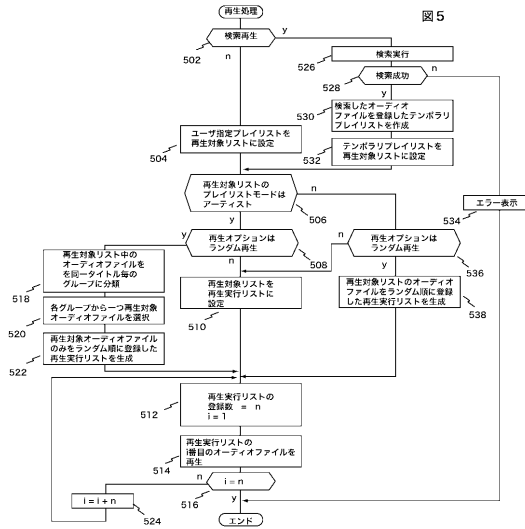 再生処理
図５
検索再生
y
502
n
526
検索実行
528
検索成功
n
y
530
検索したオーディオ
ファイルを登録したテンポラリ
プレイリストを作成
ユーザ指定プレイリストを
再生対象リストに設定
504
532
テンポラリプレイリストを
再生対象リストに設定
再生対象リストの
プレイリストモードは
アーティスト
n
506
y
エラー表示
534
y
再生オプションは
ランダム再生
508
n
n
再生オプションは
ランダム再生
536
y
再生対象リスト中の
オーディオファイルを
を同一タイトル毎の
グループに分類
518
再生対象リストを
再生実行リストに
設定
510
再生対象リストのオーディオ
ファイルをランダム順に登録
した再生実行リストを生成
538
各グループから一つ再生対象
オーディオファイルを選択
520
再生対象オーディオファイル
のみをランダム順に登録した
再生実行リストを生成
522
再生実行リストの
登録数 = n
i = 1
512
再生実行リストの
i番目のオーディオファイルを
再生
514
n
i = n
516
y
i = i + n
524
エンド